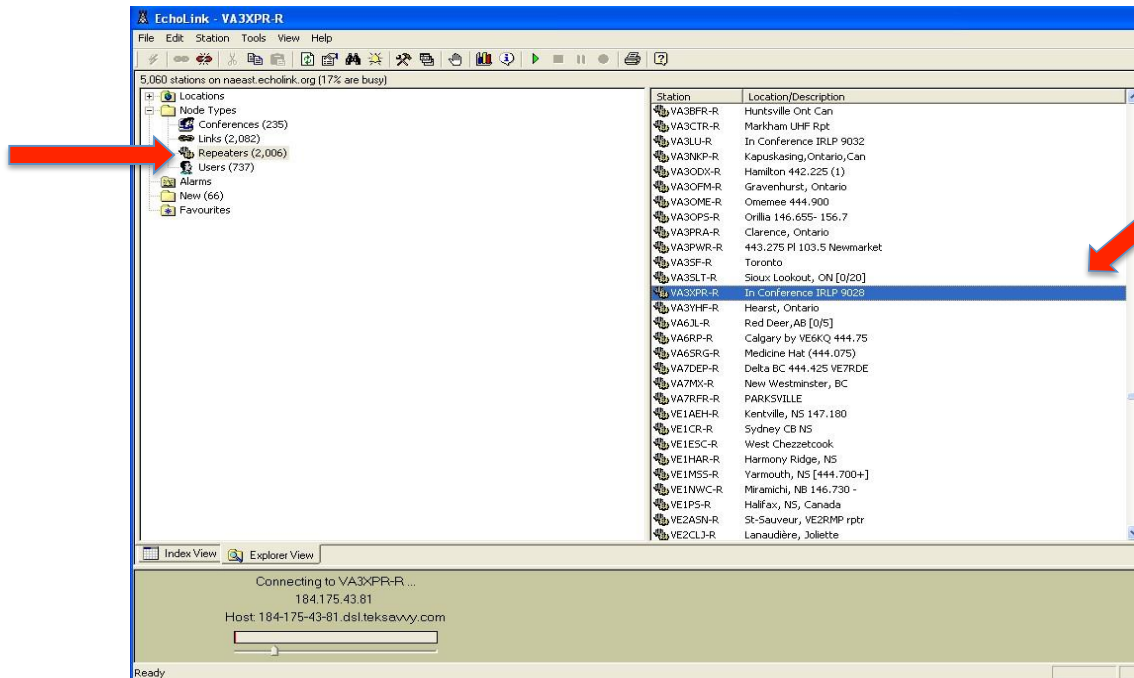 EchoLink - VA3XPR-R
File Edit Station Tools View Help
5,060 stations on naeast.echolink.org (17% are busy)
Locations
Node Types
Conferences (235)
Links (2,082)
Repeaters (2,006)
Users (737)
Alarms
New (66)
Favourites
Station Location/Description
VA3BFR-R Huntsville Ont Can
VA3CTR-R Markham UHF Rpt
VA3LU-R In Conference IRLP 9032
VA3NKP-R Kapuskasing,Ontario,Can
VA3ODX-R Hamilton 442.225 (1)
VA3OFM-R Gravenhurst, Ontario
VA3OME-R Omemee 444.900
VA3OPS-R Orillia 146.655- 156.7
VA3PRA-R Clarence, Ontario
VA3PWR-R 443.275 Pl 103.5 Newmarket
VA3SF-R Toronto
VA3SLT-R Sioux Lookout, ON [0/20]
VA3XPR-R In Conference IRLP 9028
VA3YHF-R Hearst, Ontario
VA6JL-R Red Deer,AB [0/5]
VA6RP-R Calgary by VE6KQ 444.75
VA6SRG-R Medicine Hat (444.075)
VA7DEP-R Delta BC 444.425 VE7RDE
VA7MX-R New Westminster, BC
VA7RFR-R PARKSVILLE
VE1AEH-R Kentville, NS 147.180
VE1CR-R Sydney CB NS
VE1ESC-R West Chezzetcook
VE1HAR-R Harmony Ridge, NS
VE1MSS-R Yarmouth, NS [444.700+]
VE1NWC-R Miramichi, NB 146.730 -
VE1PS-R Halifax, NS, Canada
VE2ASN-R St-Sauveur, VE2RMP rptr
VE2CLJ-R Lanaudière, Joliette
Index View Explorer View
Connecting to VA3XPR-R ...
184.175.43.81
Host: 184-175-43-81.dsl.teksavvy.com
Ready